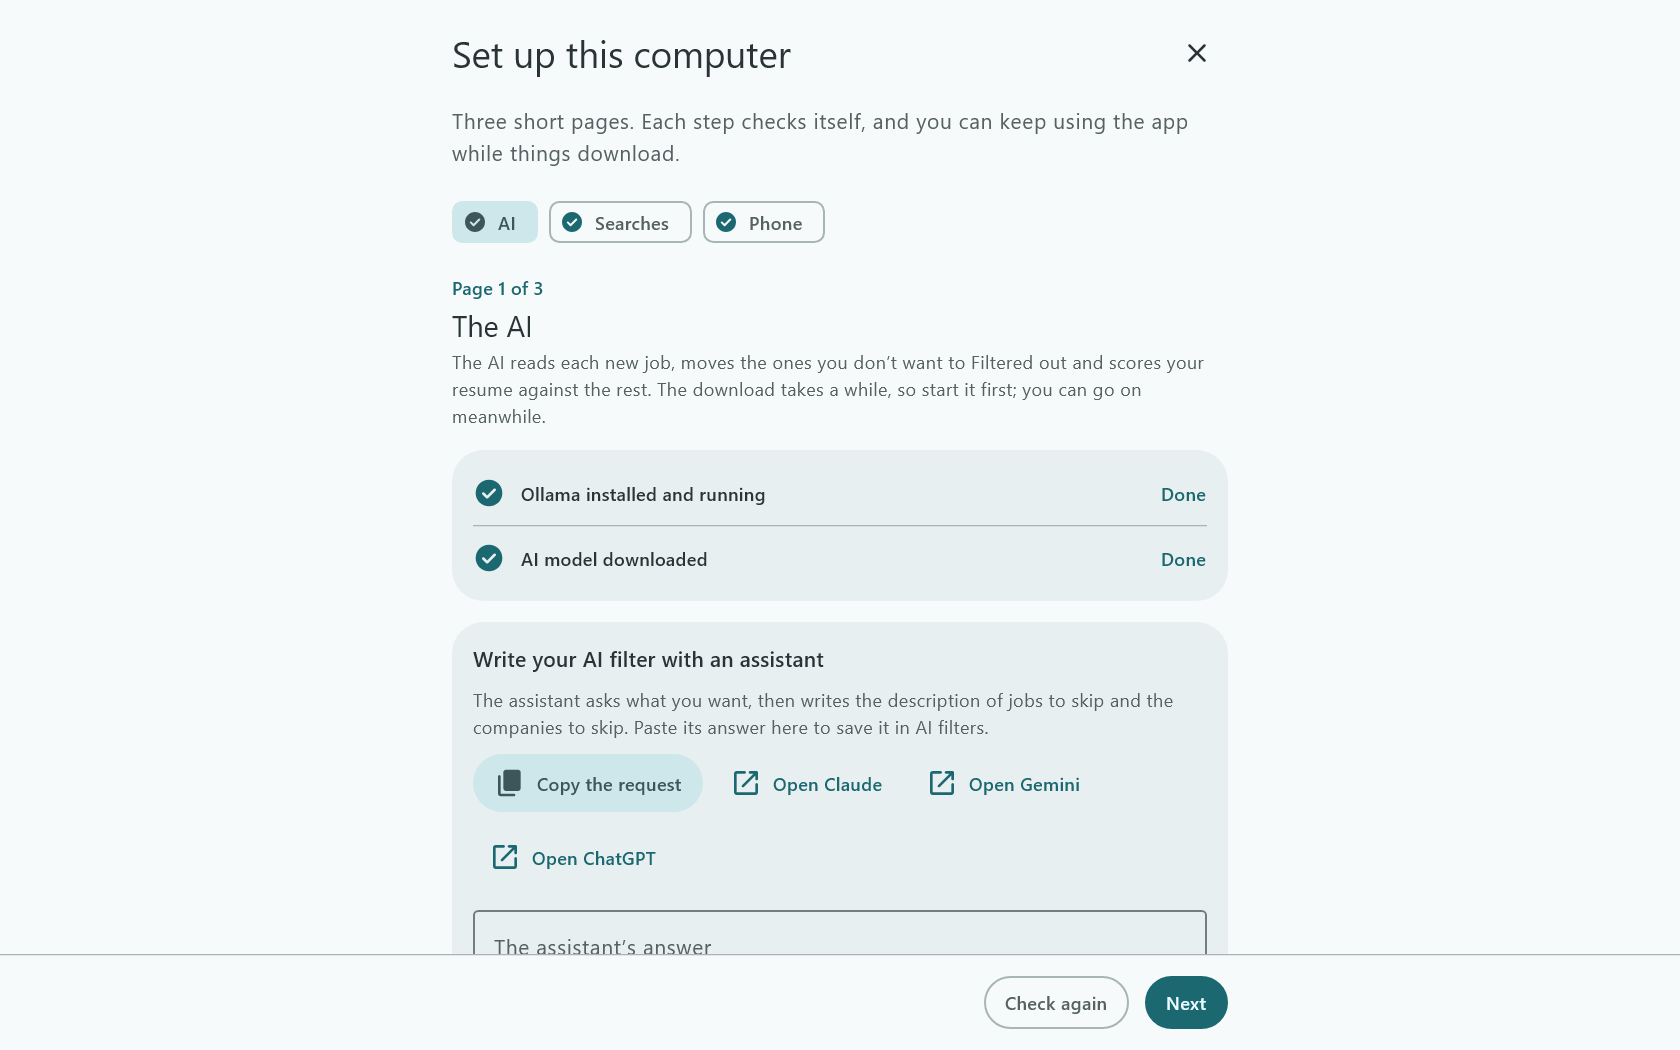 Set up this computer
Three short pages. Each step checks itself, and you can keep using the app
while things download.
AI
Searches
Phone
Page 1 of 3
The AI
The AI reads each new job, moves the ones you don’t want to Filtered out and scores your
resume against the rest. The download takes a while, so start it first; you can go on
meanwhile.
Ollama installed and running
Done
AI model downloaded
Done
Write your AI filter with an assistant
The assistant asks what you want, then writes the description of jobs to skip and the
companies to skip. Paste its answer here to save it in AI filters.
Copy the request
Open Claude
Open Gemini
Open ChatGPT
The assistant’s answer
Check again
Next